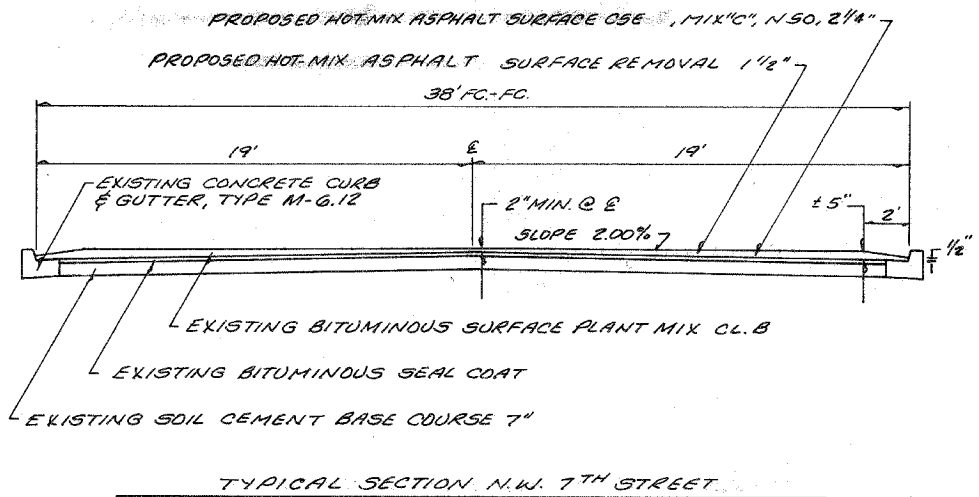 PROPOSED HOT-MIX ASPHALT SURFACE CSE , MIX"C", N50, 2 1/4"
PROPOSED HOT-MIX ASPHALT SURFACE REMOVAL 1 1/2"
38' FC.-FC.
19'
℄
19'
EXISTING CONCRETE CURB
& GUTTER, TYPE M-6.12
2" MIN. @ ℄
± 5"
2'
SLOPE 2.00%
1/2"
EXISTING BITUMINOUS SURFACE PLANT MIX CL. B
EXISTING BITUMINOUS SEAL COAT
EXISTING SOIL CEMENT BASE COURSE 7"
TYPICAL SECTION N.W. 7TH STREET